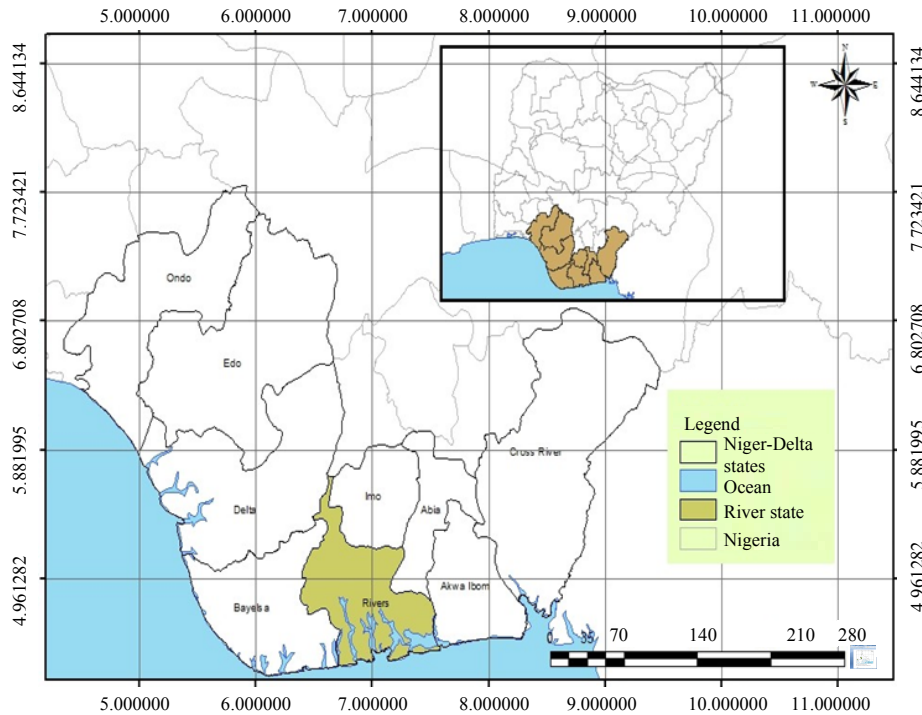 5.000000 6.000000 7.000000 8.000000 9.000000 10.000000 11.000000
8.644134 8.644134
N
W E
S
7.723421 7.723421
Ondo
6.802708 6.802708
Edo
Legend
Niger-Delta
states
Ocean
River state
Nigeria
5.881995 5.881995
Cross River
Imo
Delta
Abia
4.961282 4.961282
Akwa Ibom
Bayelsa
Rivers
0 35 70 140 210 280
5.000000 6.000000 7.000000 8.000000 9.000000 10.000000 11.000000